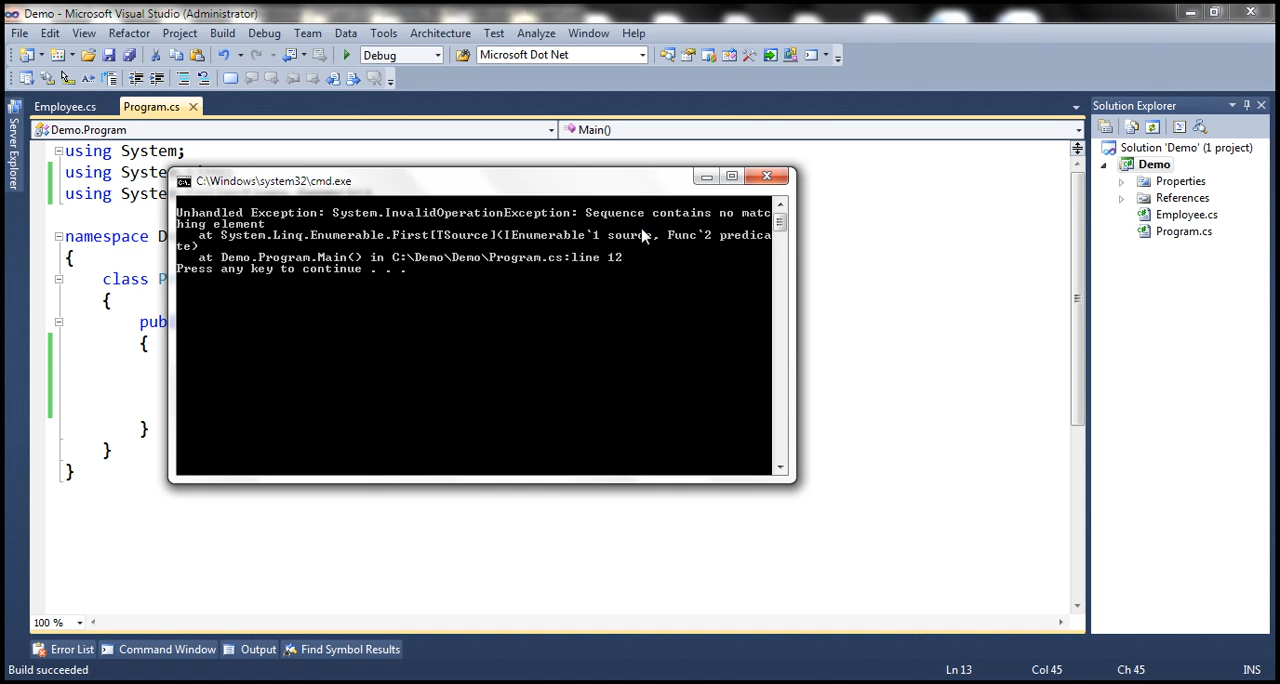 Demo - Microsoft Visual Studio (Administrator)
File Edit View Refactor Project Build Debug Team Data Tools Architecture Test Analyze Window Help
Debug Microsoft Dot Net
Employee.cs Program.cs
Demo.Program Main()
Server Explorer
using System;
using Syste
using Syste
namespace D
{
class P
{
pub
{
}
}
}
C:\Windows\system32\cmd.exe
Unhandled Exception: System.InvalidOperationException: Sequence contains no matc
hing element
at System.Linq.Enumerable.First[TSource](IEnumerable`1 source, Func`2 predica
te)
at Demo.Program.Main() in C:\Demo\Demo\Program.cs:line 12
Press any key to continue . . .
Solution Explorer
Solution 'Demo' (1 project)
Demo
Properties
References
Employee.cs
Program.cs
100 %
Error List Command Window Output Find Symbol Results
Build succeeded Ln 13 Col 45 Ch 45 INS